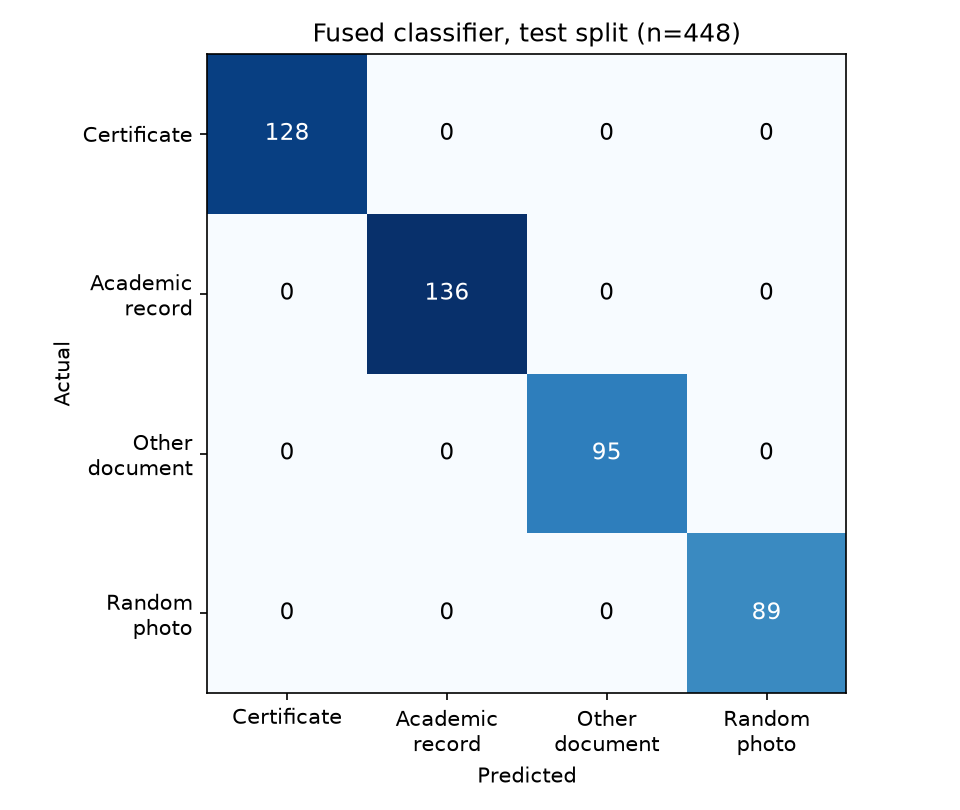 Fused classifier, test split (n=448)
Certificate
128 0 0 0
Academic
record
0 136 0 0
Actual
Other
document
0 0 95 0
Random
photo
0 0 0 89
Certificate
Academic
record
Other
document
Random
photo
Predicted